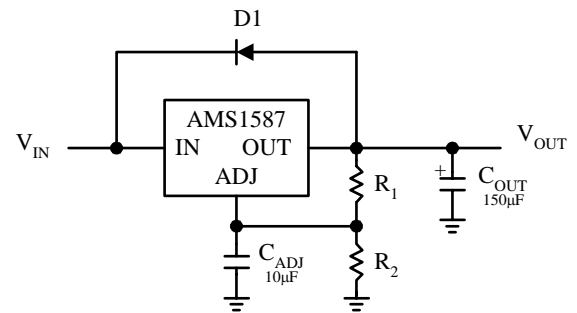 D1
AMS1587
V_IN
IN OUT
V_OUT
ADJ
+
R_1
C_OUT
150µF
C_ADJ
10µF
R_2